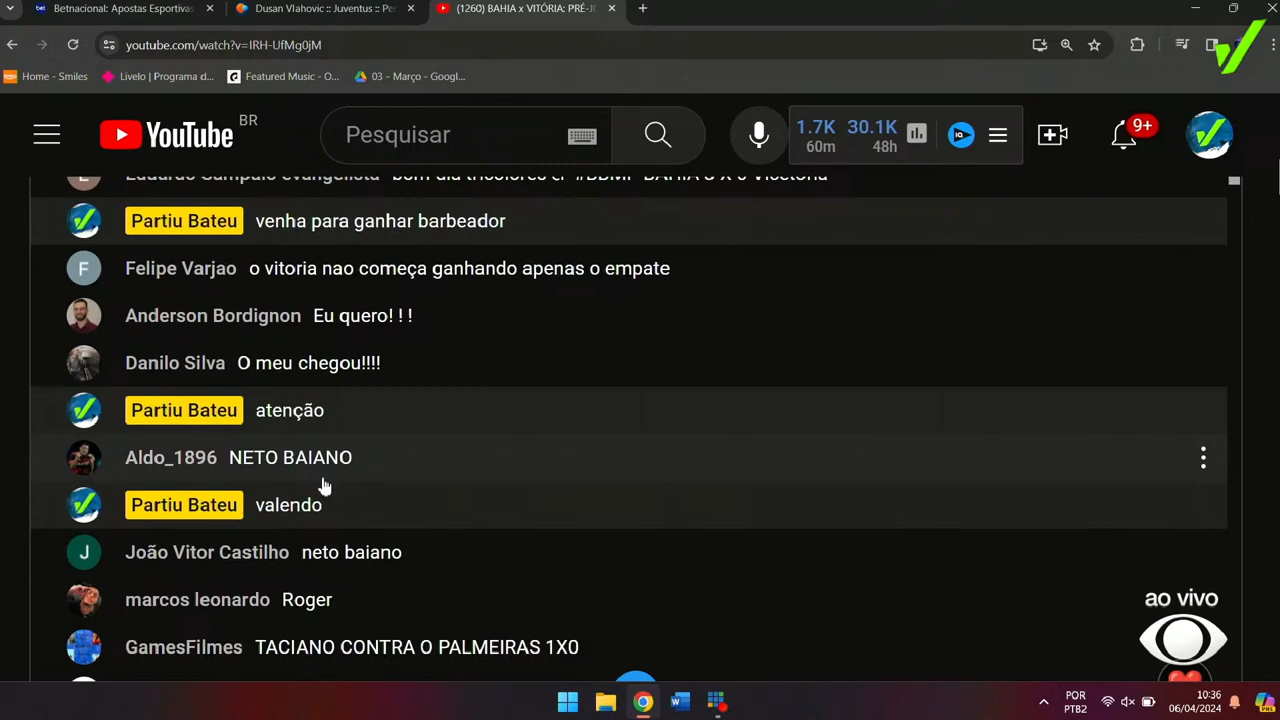 Betnacional: Apostas Esportivas
Dusan Vlahovic :: Juventus :: Per
(1260) BAHIA x VITÓRIA: PRÉ-JO
youtube.com/watch?v=IRH-UfMg0jM
Home - Smiles
Livelo | Programa d...
Featured Music - O...
03 - Março - Googl...
YouTube BR
Pesquisar
1.7K 30.1K
60m 48h
9+
Partiu Bateu venha para ganhar barbeador
F Felipe Varjao o vitoria nao começa ganhando apenas o empate
Anderson Bordignon Eu quero! ! !
Danilo Silva O meu chegou!!!!
Partiu Bateu atenção
Aldo_1896 NETO BAIANO
Partiu Bateu valendo
J João Vitor Castilho neto baiano
marcos leonardo Roger
GamesFilmes TACIANO CONTRA O PALMEIRAS 1X0
ao vivo
POR
PTB2
10:36
06/04/2024